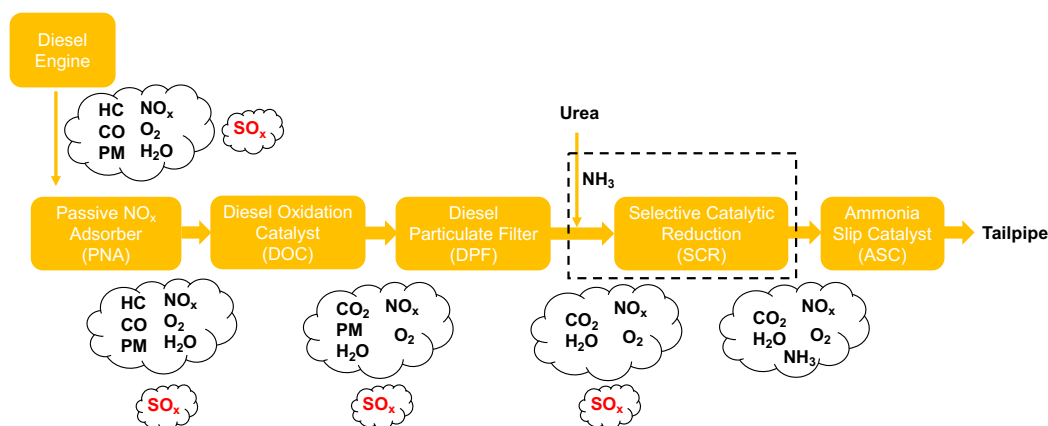 Diesel
Engine
HC NOₓ
CO O₂
PM H₂O
SOₓ
Urea
NH₃
Passive NOₓ
Adsorber
(PNA)
Diesel Oxidation
Catalyst
(DOC)
Diesel
Particulate Filter
(DPF)
Selective Catalytic
Reduction
(SCR)
Ammonia
Slip Catalyst
(ASC)
Tailpipe
HC NOₓ
CO O₂
PM H₂O
SOₓ
CO₂ NOₓ
PM O₂
H₂O
SOₓ
NOₓ
CO₂
H₂O O₂
SOₓ
NOₓ
CO₂
H₂O O₂
NH₃